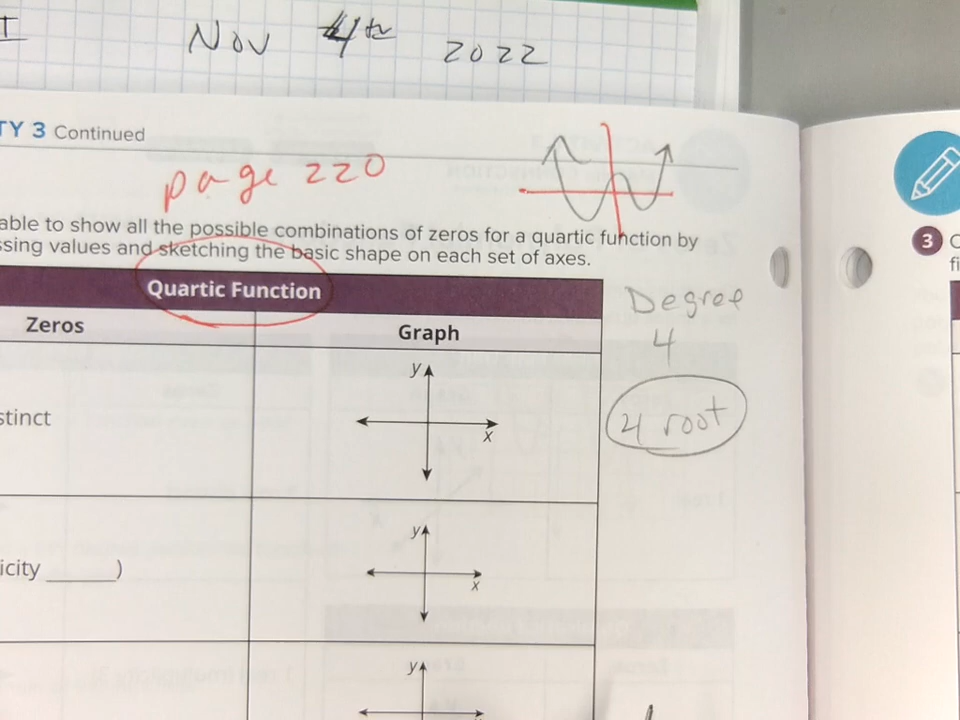 I
Nov 4th 2022
TY 3 Continued
page 220
able to show all the possible combinations of zeros for a quartic function by
ssing values and sketching the basic shape on each set of axes.
Quartic Function
Zeros
Graph
Degree
4
4 root
stinct
y
x
icity ______)
y
x
y
3 C
fi